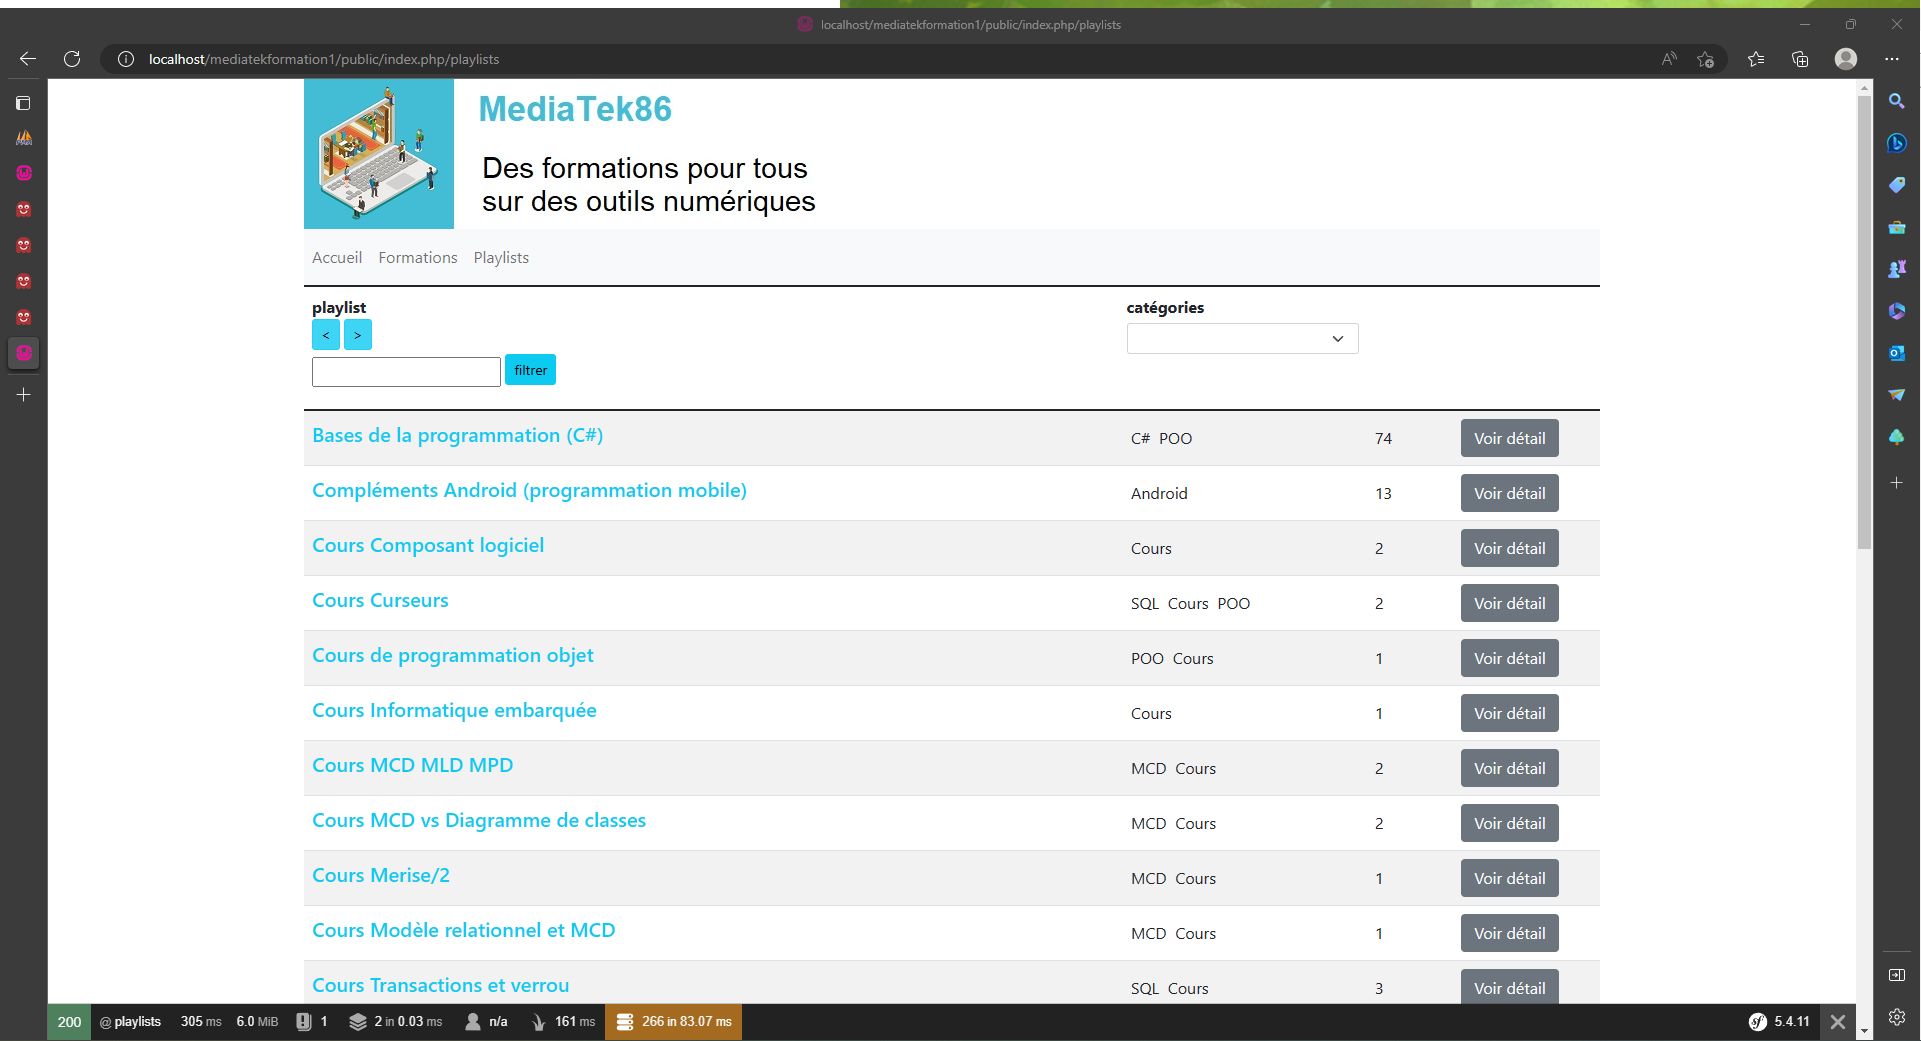 localhost/mediatekformation1/public/index.php/playlists
localhost/mediatekformation1/public/index.php/playlists
MediaTek86
Des formations pour tous
sur des outils numériques
Accueil Formations Playlists
playlist catégories
< >
filtrer
Bases de la programmation (C#) C# POO 74 Voir détail
Compléments Android (programmation mobile) Android 13 Voir détail
Cours Composant logiciel Cours 2 Voir détail
Cours Curseurs SQL Cours POO 2 Voir détail
Cours de programmation objet POO Cours 1 Voir détail
Cours Informatique embarquée Cours 1 Voir détail
Cours MCD MLD MPD MCD Cours 2 Voir détail
Cours MCD vs Diagramme de classes MCD Cours 2 Voir détail
Cours Merise/2 MCD Cours 1 Voir détail
Cours Modèle relationnel et MCD MCD Cours 1 Voir détail
Cours Transactions et verrou SQL Cours 3 Voir détail
200 @ playlists 305 ms 6.0 MiB 1 2 in 0.03 ms n/a 161 ms 266 in 83.07 ms sf 5.4.11